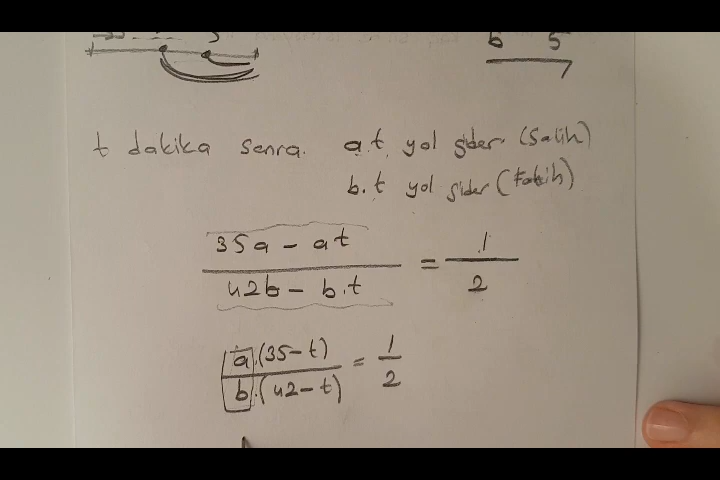 b 5
t dakika sonra. a.t yol gider (Salih)
b.t yol gider (Fatih)
35a - at / 42b - b.t = 1 / 2
a.(35-t) / b.(42-t) = 1 / 2